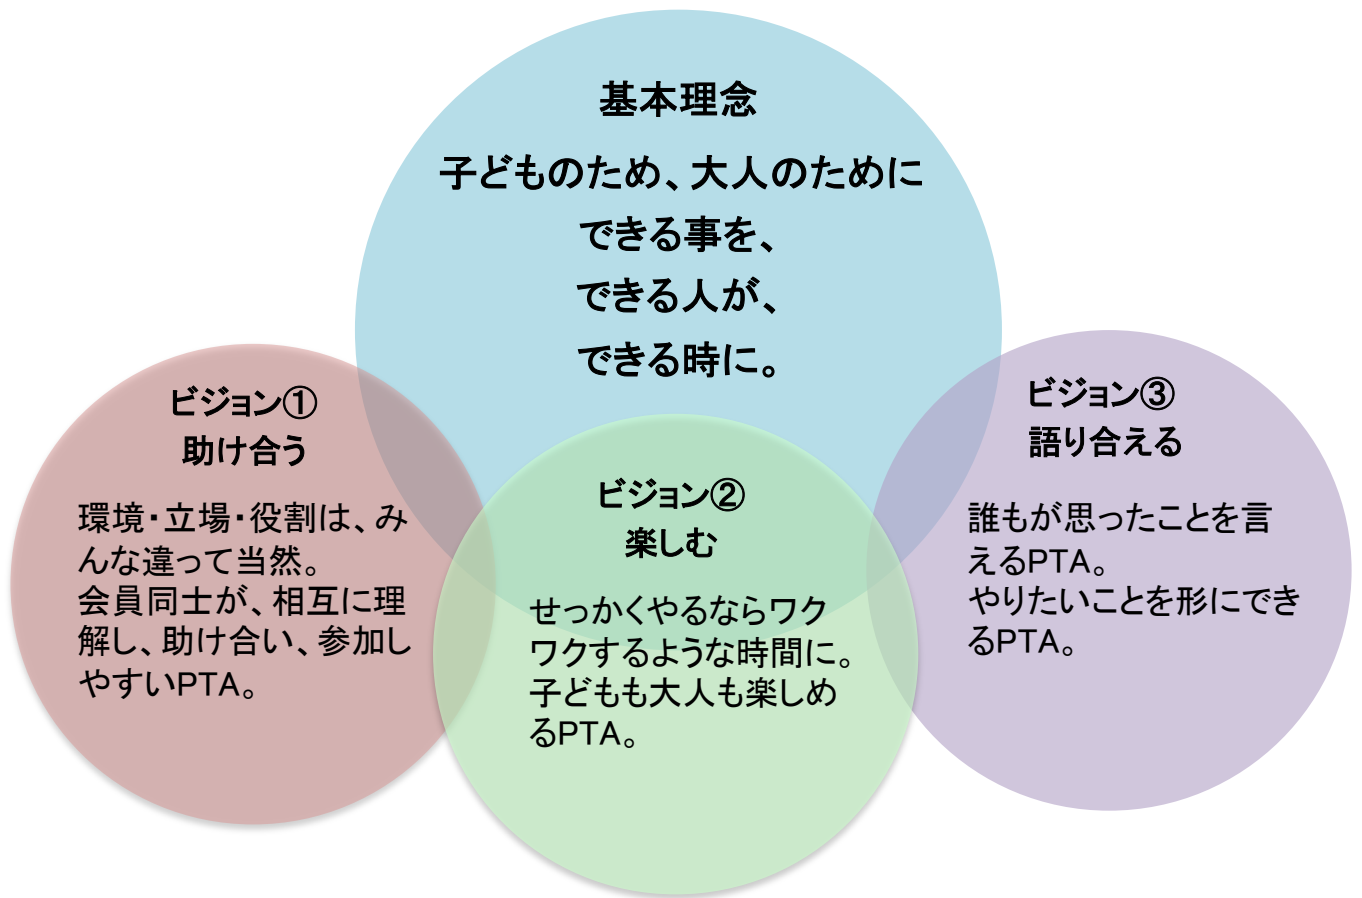 基本理念
子どものため、大人のために
できる事を、
できる人が、
できる時に。
ビジョン①
助け合う
環境・立場・役割は、み
んな違って当然。
会員同士が、相互に理
解し、助け合い、参加し
やすいPTA。
ビジョン②
楽しむ
せっかくやるならワク
ワクするような時間に。
子どもも大人も楽しめ
るPTA。
ビジョン③
語り合える
誰もが思ったことを言
えるPTA。
やりたいことを形にでき
るPTA。